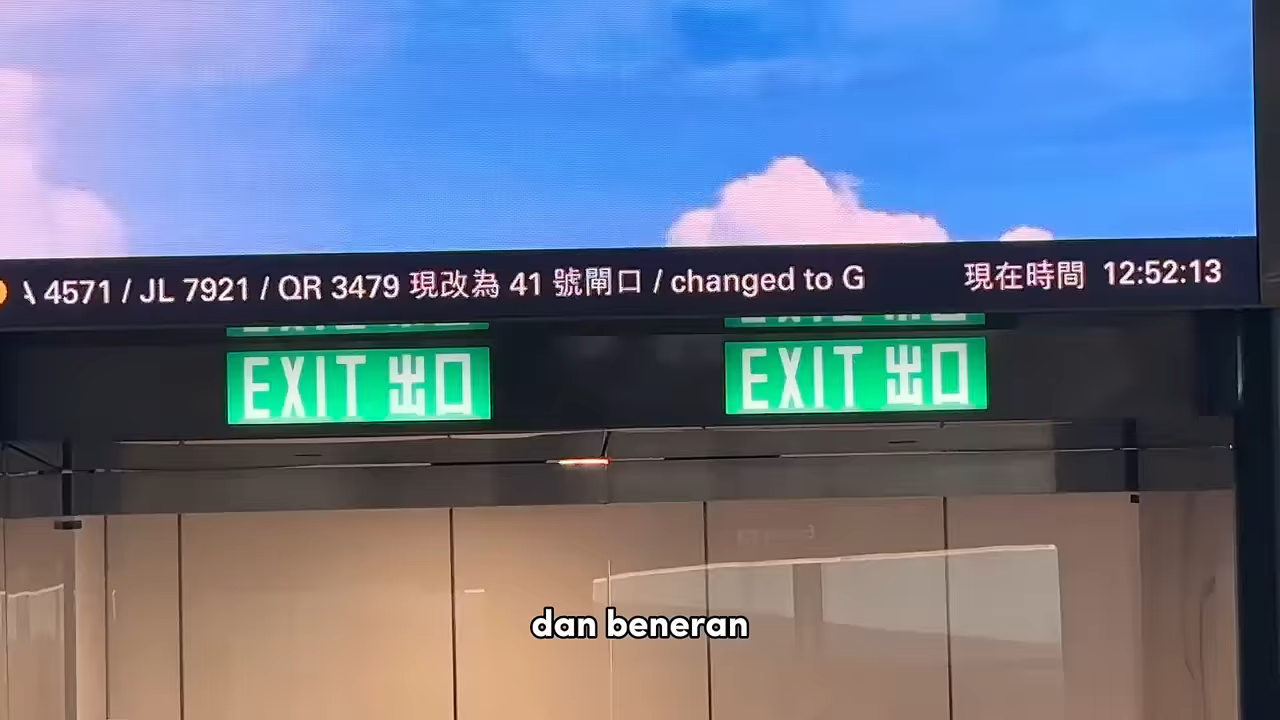 4571 / JL 7921 / QR 3479 現改為 41 號閘口 / changed to G
現在時間 12:52:13
EXIT 出口
EXIT 出口
dan beneran